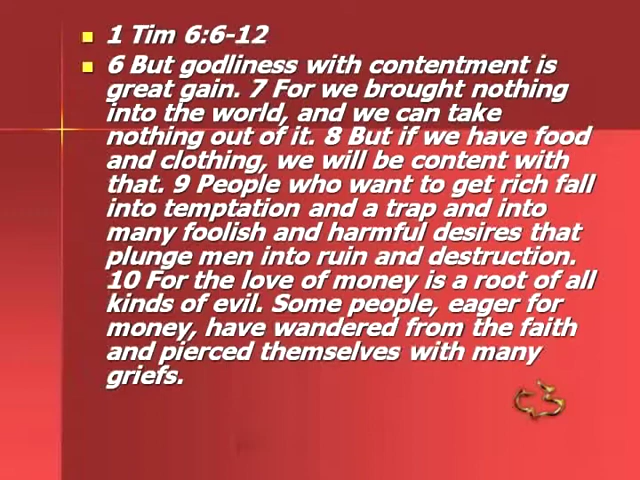 1 Tim 6:6-12
6 But godliness with contentment is
great gain. 7 For we brought nothing
into the world, and we can take
nothing out of it. 8 But if we have food
and clothing, we will be content with
that. 9 People who want to get rich fall
into temptation and a trap and into
many foolish and harmful desires that
plunge men into ruin and destruction.
10 For the love of money is a root of all
kinds of evil. Some people, eager for
money, have wandered from the faith
and pierced themselves with many
griefs.